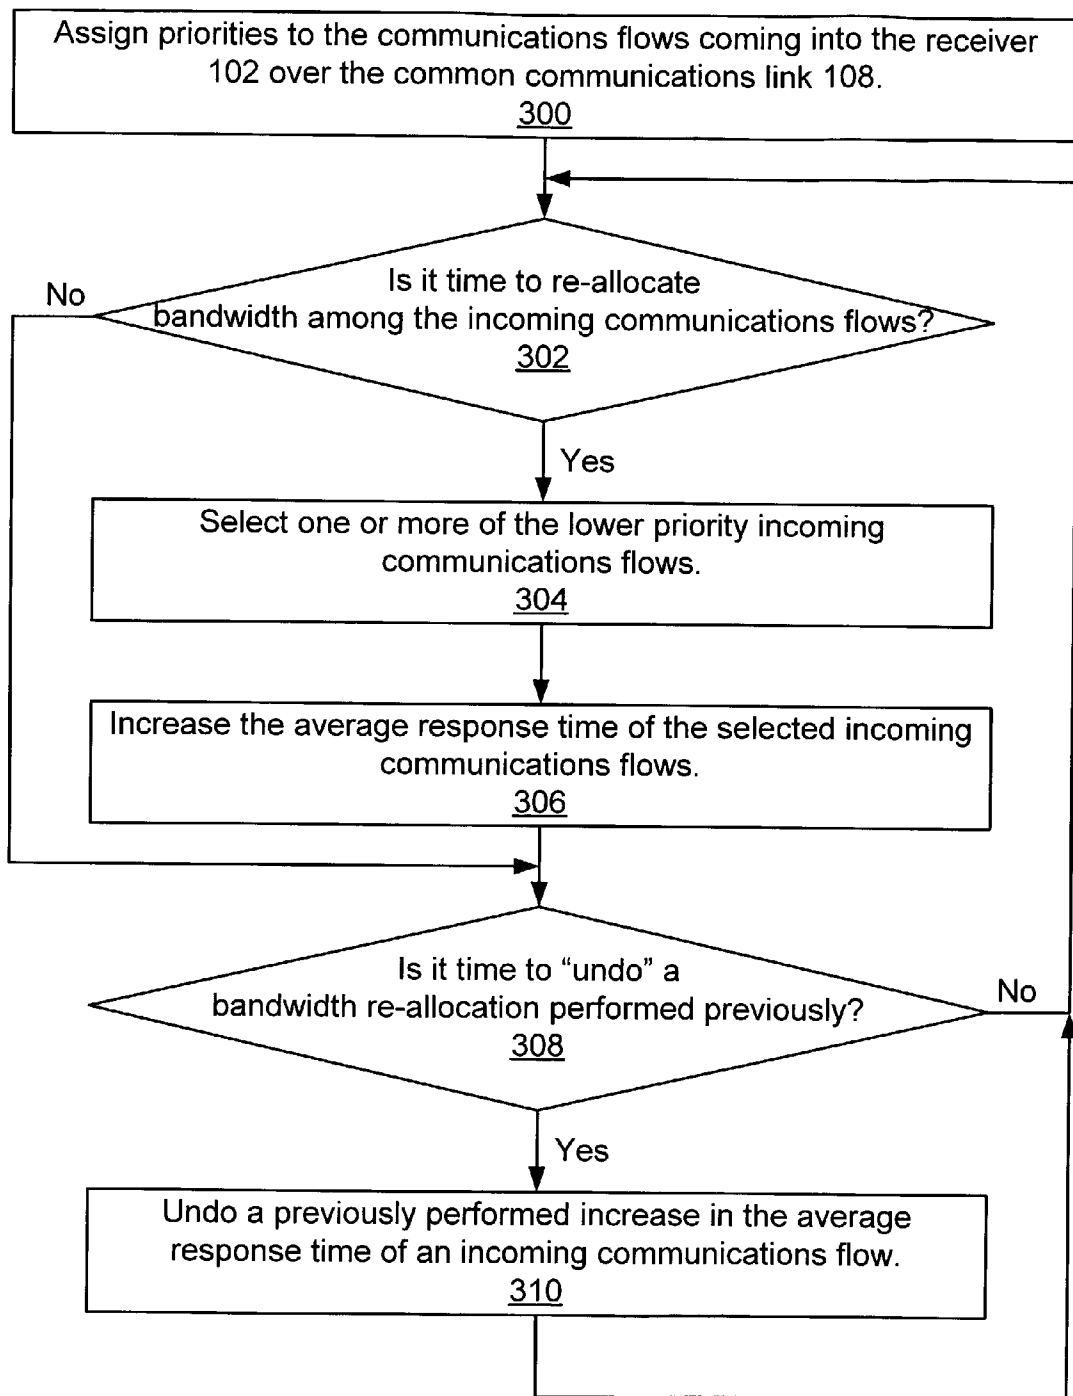 Assign priorities to the communications flows coming into the receiver
102 over the common communications link 108.
300
Is it time to re-allocate
bandwidth among the incoming communications flows?
302
No
Yes
Select one or more of the lower priority incoming
communications flows.
304
Increase the average response time of the selected incoming
communications flows.
306
Is it time to “undo” a
bandwidth re-allocation performed previously?
308
No
Yes
Undo a previously performed increase in the average
response time of an incoming communications flow.
310